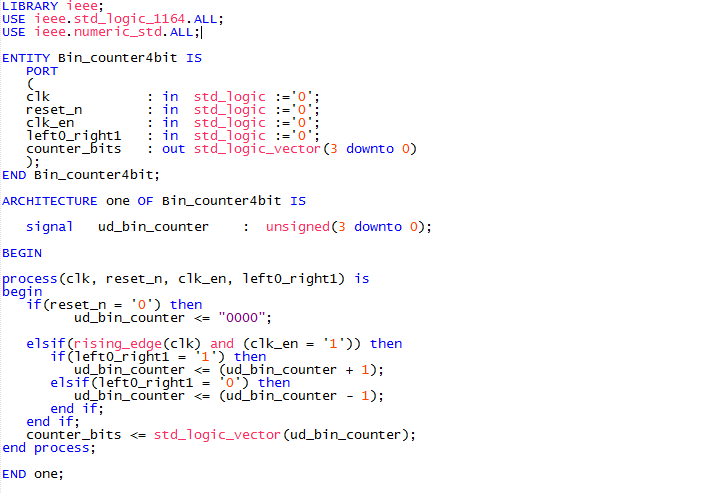 LIBRARY ieee;
USE ieee.std_logic_1164.ALL;
USE ieee.numeric_std.ALL;
ENTITY Bin_counter4bit IS
PORT
(
clk : in std_logic :='0';
reset_n : in std_logic :='0';
clk_en : in std_logic :='0';
left0_right1 : in std_logic :='0';
counter_bits : out std_logic_vector(3 downto 0)
);
END Bin_counter4bit;
ARCHITECTURE one OF Bin_counter4bit IS
signal ud_bin_counter : unsigned(3 downto 0);
BEGIN
process(clk, reset_n, clk_en, left0_right1) is
begin
if(reset_n = '0') then
ud_bin_counter <= "0000";
elsif(rising_edge(clk) and (clk_en = '1')) then
if(left0_right1 = '1') then
ud_bin_counter <= (ud_bin_counter + 1);
elsif(left0_right1 = '0') then
ud_bin_counter <= (ud_bin_counter - 1);
end if;
end if;
counter_bits <= std_logic_vector(ud_bin_counter);
end process;
END one;